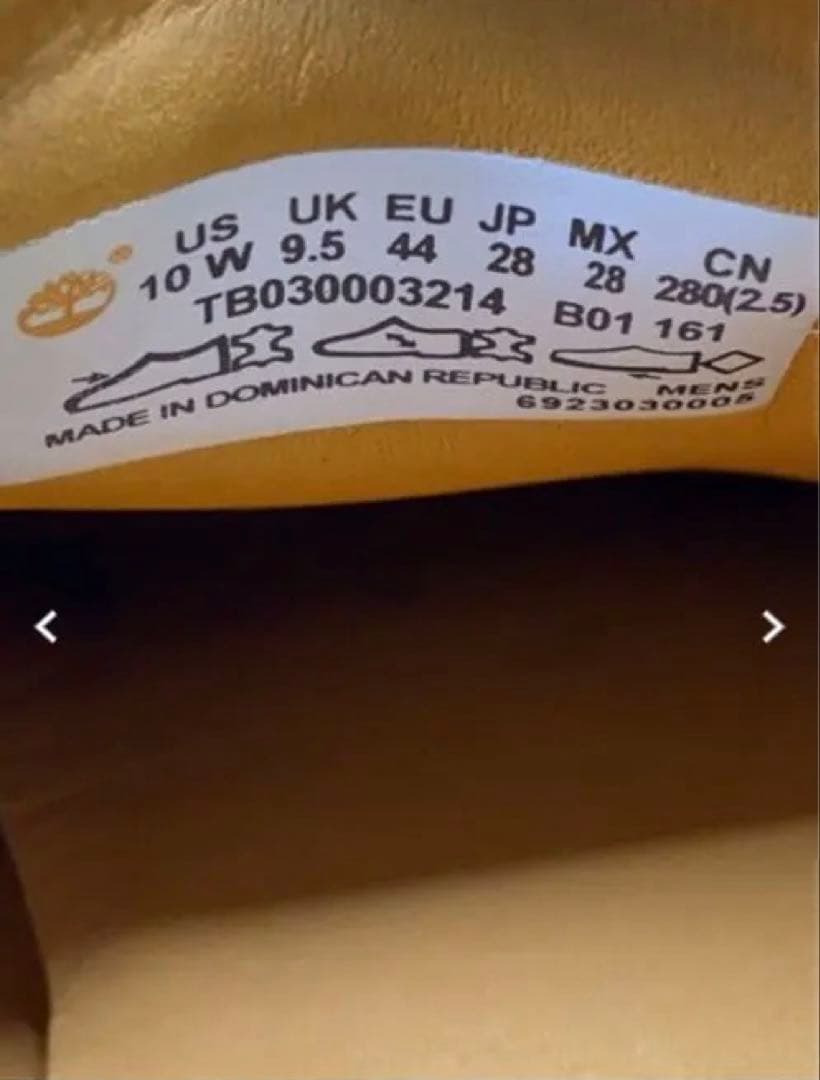 US UK EU JP MX CN
10 W 9.5 44 28 28 280(2.5)
TB030003214 B01 161
MADE IN DOMINICAN REPUBLIC MENS
6923030005